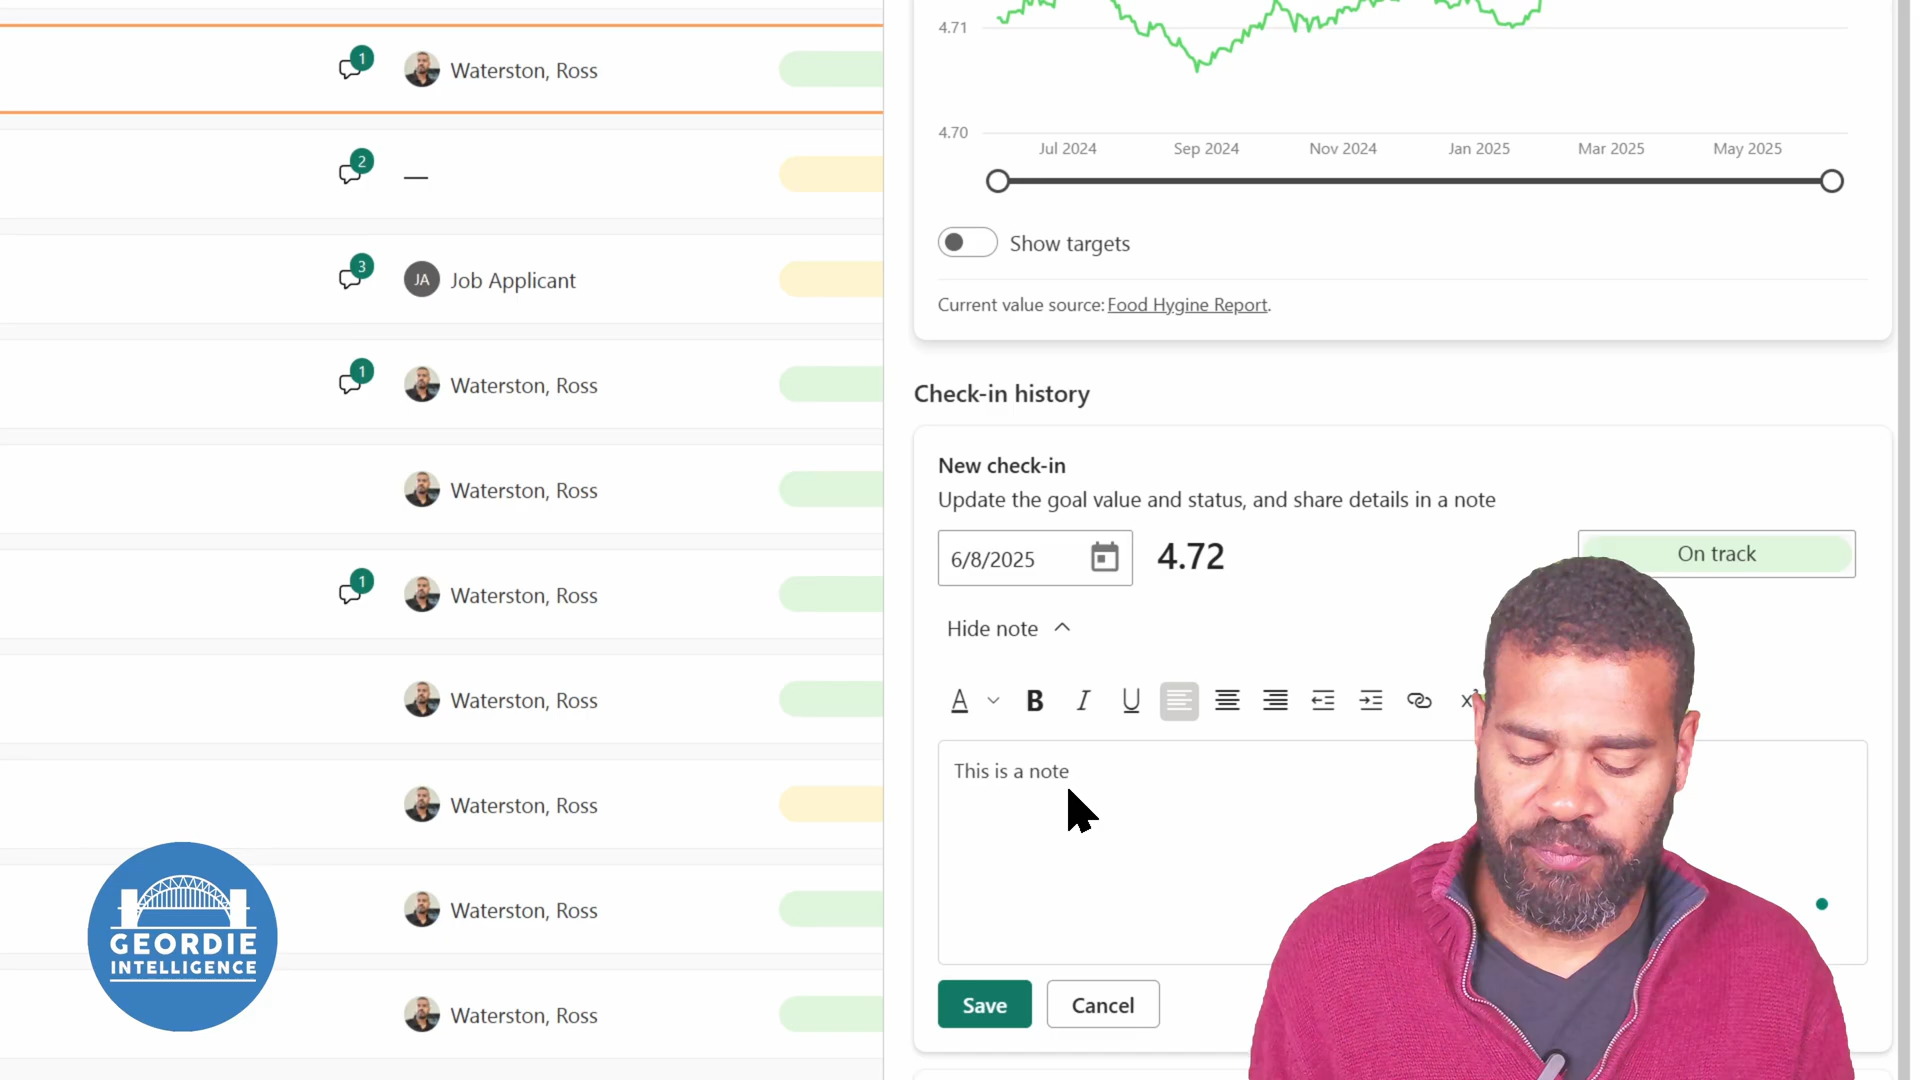 1
Waterston, Ross
2
—
3
JA
Job Applicant
1
Waterston, Ross
Waterston, Ross
1
Waterston, Ross
Waterston, Ross
Waterston, Ross
Waterston, Ross
Waterston, Ross
GEORDIE
INTELLIGENCE
4.71
4.70
Jul 2024 Sep 2024 Nov 2024 Jan 2025 Mar 2025 May 2025
Show targets
Current value source: Food Hygine Report.
Check-in history
New check-in
Update the goal value and status, and share details in a note
6/8/2025 4.72 On track
Hide note
A B I U
This is a note
Save Cancel